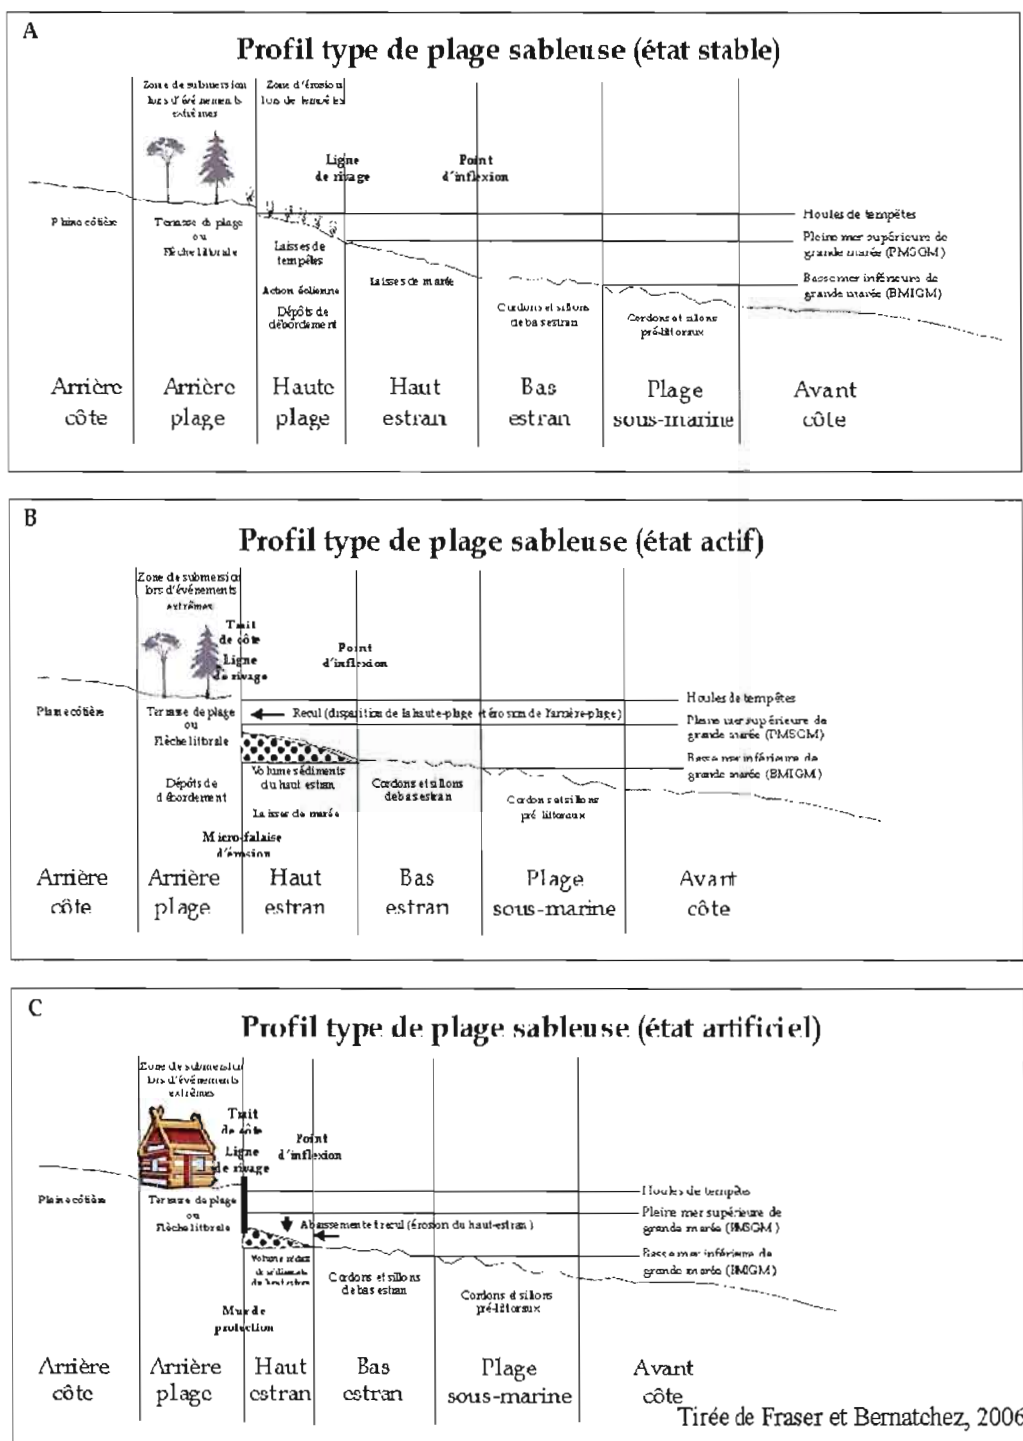 A
Profil type de plage sableuse (état stable)
Zone de submersion
lors d'événements
extrêmes
Zone d'érosion
lors de tempêtes
Ligne
de rivage
Point
d'inflexion
Plaine côtière
Terrasse de plage
ou
Flèche littorale
Laisses de
tempêtes
Action éolienne
Dépôts de
débordement
Laisses de marée
Cordons et sillons
de bas estran
Cordons et sillons
pré-littoraux
Houles de tempêtes
Pleine mer supérieure de
grande marée (PMSGM)
Basse mer inférieure de
grande marée (BMIGM)
Arrière
côte
Arrière
plage
Haute
plage
Haut
estran
Bas
estran
Plage
sous-marine
Avant
côte
B
Profil type de plage sableuse (état actif)
Zone de submersion
lors d'événements
extrêmes
Trait
de côte
Ligne
de rivage
Point
d'inflexion
Plaine côtière
Terrasse de plage
ou
Flèche littorale
Recul (disparition de la haute-plage et érosion de l'arrière-plage)
Houles de tempêtes
Pleine mer supérieure de
grande marée (PMSGM)
Basse mer inférieure de
grande marée (BMIGM)
Dépôts de
débordement
Volume sédiments
du haut estran
Laisses de marée
Cordons et sillons
de bas estran
Cordons et sillons
pré littoraux
Micro-falaise
d'érosion
Arrière
côte
Arrière
plage
Haut
estran
Bas
estran
Plage
sous-marine
Avant
côte
C
Profil type de plage sableuse (état artificiel)
Zone de submersion
lors d'événements
extrêmes
Trait
de côte
Ligne
de rivage
Point
d'inflexion
Plaine côtière
Terrasse de plage
ou
Flèche littorale
Abaissement et recul (érosion du haut-estran)
Houles de tempêtes
Pleine mer supérieure de
grande marée (PMSGM)
Basse mer inférieure de
grande marée (BMIGM)
Volume réduit
de sédiments
du haut estran
Cordons et sillons
de bas estran
Cordons et sillons
pré-littoraux
Mur de
protection
Arrière
côte
Arrière
plage
Haut
estran
Bas
estran
Plage
sous-marine
Avant
côte
Tirée de Fraser et Bernatchez, 2006